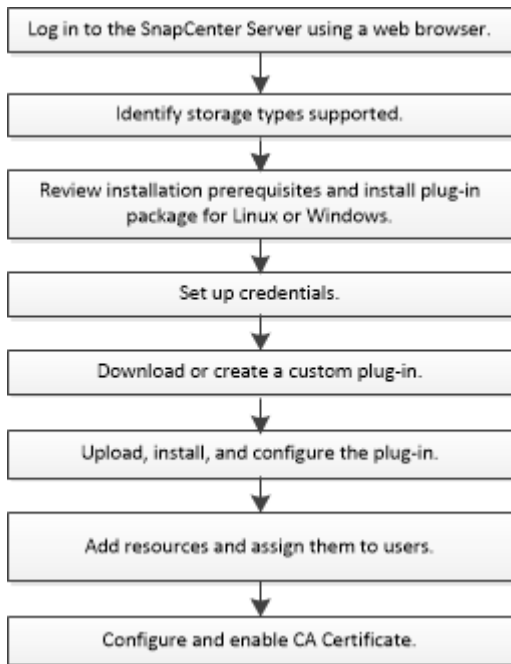 Log in to the SnapCenter Server using a web browser.
Identify storage types supported.
Review installation prerequisites and install plug-in
package for Linux or Windows.
Set up credentials.
Download or create a custom plug-in.
Upload, install, and configure the plug-in.
Add resources and assign them to users.
Configure and enable CA Certificate.